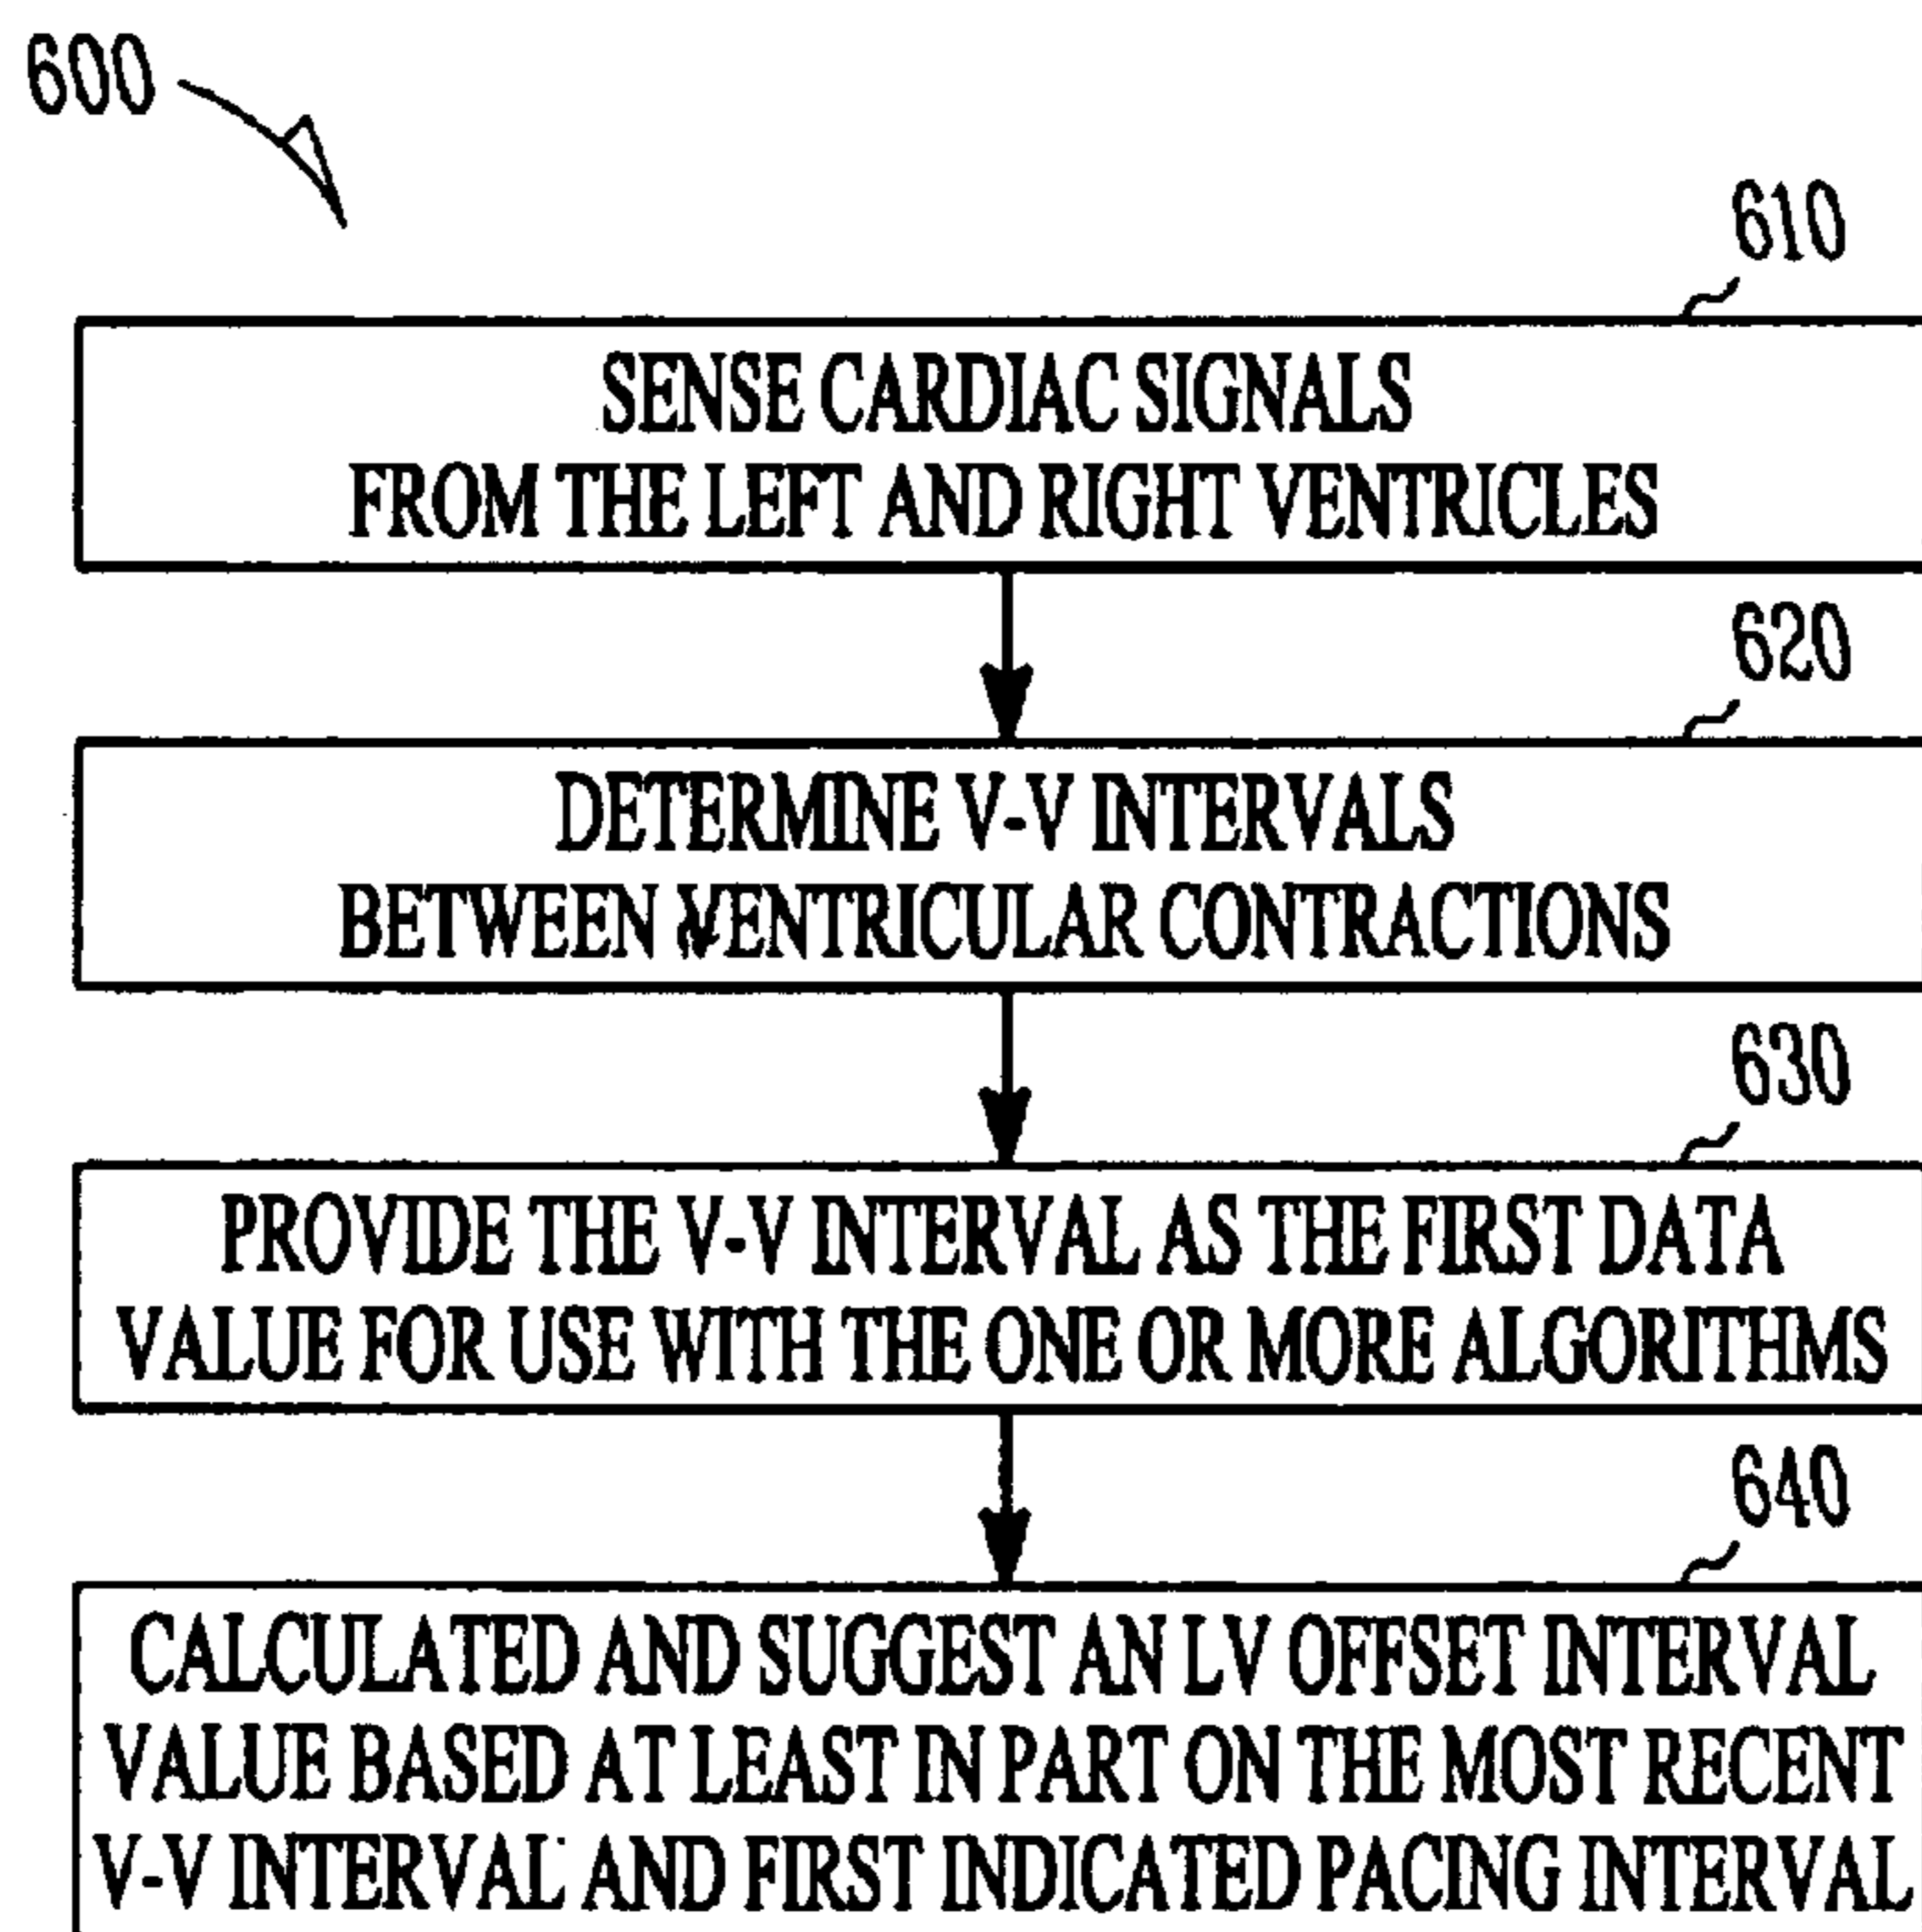 600
610
SENSE CARDIAC SIGNALS
FROM THE LEFT AND RIGHT VENTRICLES
620
DETERMINE V-V INTERVALS
BETWEEN VENTRICULAR CONTRACTIONS
630
PROVIDE THE V-V INTERVAL AS THE FIRST DATA
VALUE FOR USE WITH THE ONE OR MORE ALGORITHMS
640
CALCULATED AND SUGGEST AN LV OFFSET INTERVAL
VALUE BASED AT LEAST IN PART ON THE MOST RECENT
V-V INTERVAL AND FIRST INDICATED PACING INTERVAL